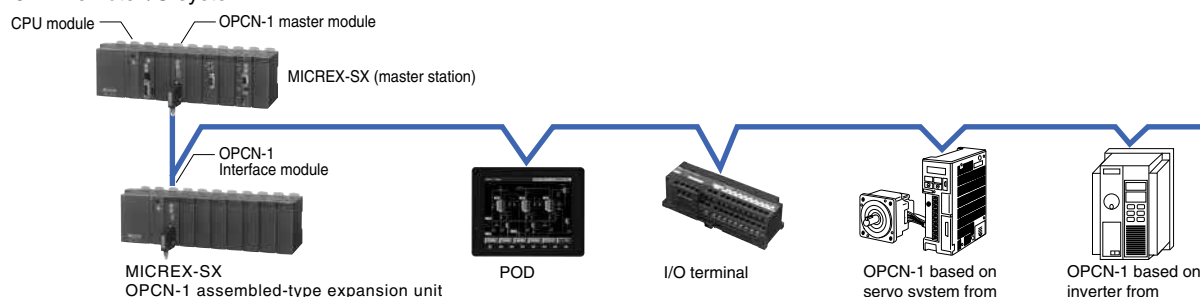 CPU module
OPCN-1 master module
MICREX-SX (master station)
OPCN-1
Interface module
MICREX-SX
OPCN-1 assembled-type expansion unit
POD
I/O terminal
OPCN-1 based on
servo system from
OPCN-1 based on
inverter from